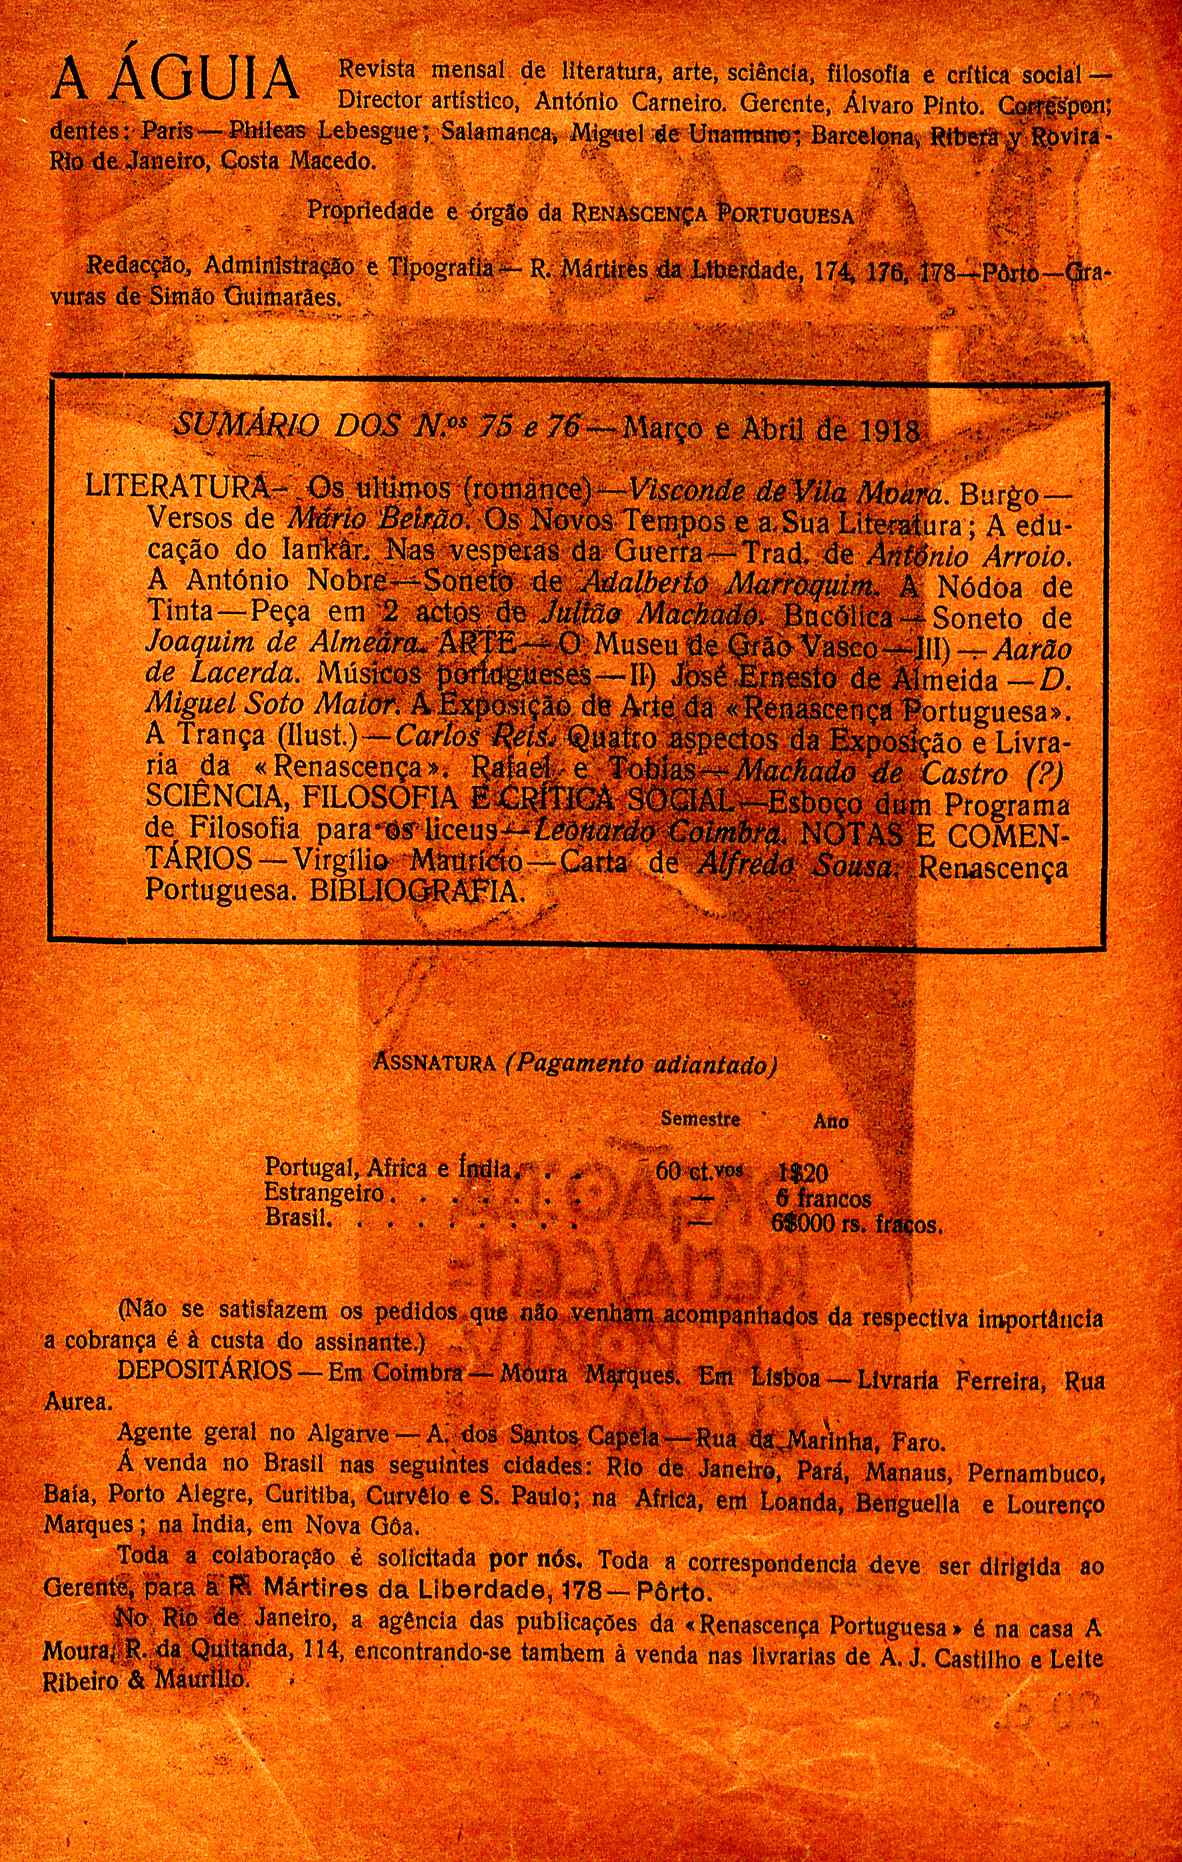 A ÁGUIA Revista mensal de literatura, arte, sciência, filosofia e crítica social —
Director artístico, António Carneiro. Gerente, Álvaro Pinto. Correspon-
dentes: Paris — Phileas Lebesgue; Salamanca, Miguel de Unamuno; Barcelona, Ribera y Rovira -
Rio de Janeiro, Costa Macedo.
Propriedade e órgão da RENASCENÇA PORTUGUESA
Redacção, Administração e Tipografia — R. Mártires da Liberdade, 174, 176, 178 — Pôrto — Gra-
vuras de Simão Guimarães.
SUMÁRIO DOS N.os 75 e 76 — Março e Abril de 1918
LITERATURA - Os ultimos (romance) — Visconde de Vila Moura. Burgo —
Versos de Mário Beirão. Os Novos Tempos e a Sua Literatura; A edu-
cação do Iankâr. Nas vesperas da Guerra — Trad. de António Arroio.
A António Nobre — Soneto de Adalberto Marroquim. A Nódoa de
Tinta — Peça em 2 actos de Julião Machado. Bucólica — Soneto de
Joaquim de Almeara. ARTE — O Museu de Grão Vasco — III) — Aarão
de Lacerda. Músicos portugueses — II) José Ernesto de Almeida — D.
Miguel Soto Maior. A Exposição de Arte da «Renascença Portuguesa».
A Trança (Ilust.) — Carlos Reis. Quatro aspectos da Exposição e Livra-
ria da «Renascença». Rafael e Tobias — Machado de Castro (?)
SCIÊNCIA, FILOSOFIA E CRÍTICA SOCIAL — Esboço dum Programa
de Filosofia para os liceus — Leonardo Coimbra. NOTAS E COMEN-
TÁRIOS — Virgílio Maurício — Carta de Alfredo Sousa. Renascença
Portuguesa. BIBLIOGRAFIA.
ASSNATURA (Pagamento adiantado)
Semestre Ano
Portugal, Africa e Índia. . . 60 ct.vos 1$20
Estrangeiro . . . . . . . — 6 francos
Brasil. . . . . . . . . — 6$000 rs. fracos.
(Não se satisfazem os pedidos que não venham acompanhados da respectiva importância
a cobrança é à custa do assinante.)
DEPOSITÁRIOS — Em Coimbra — Moura Marques. Em Lisboa — Livraria Ferreira, Rua
Aurea.
Agente geral no Algarve — A. dos Santos Capela — Rua da Marinha, Faro.
Á venda no Brasil nas seguintes cidades: Rio de Janeiro, Pará, Manaus, Pernambuco,
Baía, Porto Alegre, Curitiba, Curvêlo e S. Paulo; na Africa, em Loanda, Benguella e Lourenço
Marques; na India, em Nova Gôa.
Toda a colaboração é solicitada por nós. Toda a correspondencia deve ser dirigida ao
Gerente, para a R. Mártires da Liberdade, 178 — Pôrto.
No Rio de Janeiro, a agência das publicações da «Renascença Portuguesa» é na casa A
Moura, R. da Quitanda, 114, encontrando-se tambem à venda nas livrarias de A. J. Castilho e Leite
Ribeiro & Maurillo.